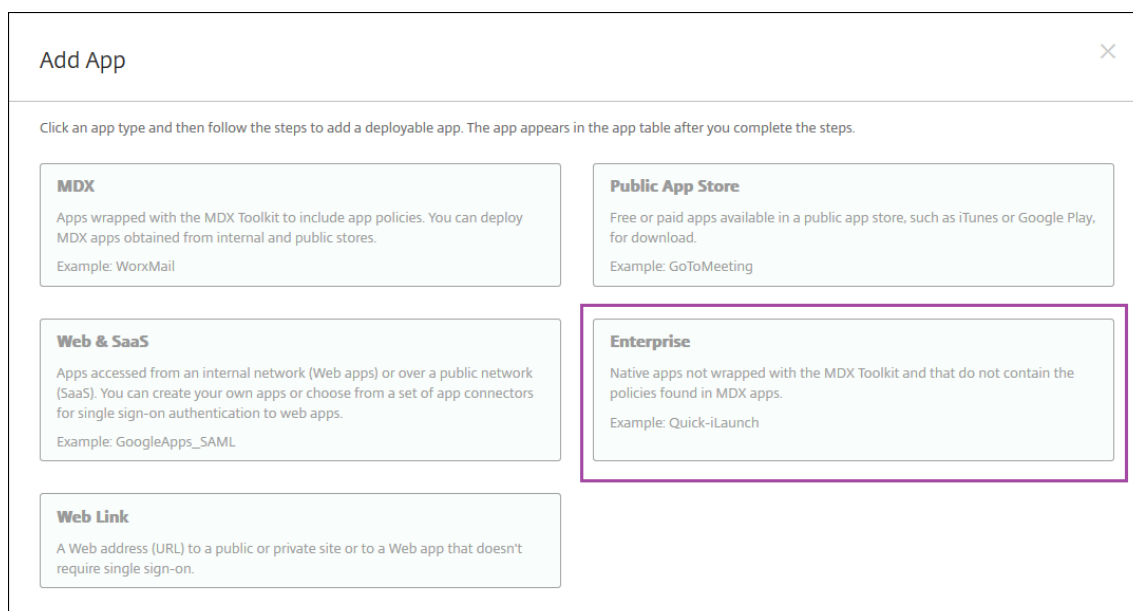 Add App
Click an app type and then follow the steps to add a deployable app. The app appears in the app table after you complete the steps.
MDX
Apps wrapped with the MDX Toolkit to include app policies. You can deploy
MDX apps obtained from internal and public stores.
Example: WorxMail
Public App Store
Free or paid apps available in a public app store, such as iTunes or Google Play,
for download.
Example: GoToMeeting
Web & SaaS
Apps accessed from an internal network (Web apps) or over a public network
(SaaS). You can create your own apps or choose from a set of app connectors
for single sign-on authentication to web apps.
Example: GoogleApps_SAML
Enterprise
Native apps not wrapped with the MDX Toolkit and that do not contain the
policies found in MDX apps.
Example: Quick-iLaunch
Web Link
A Web address (URL) to a public or private site or to a Web app that doesn't
require single sign-on.